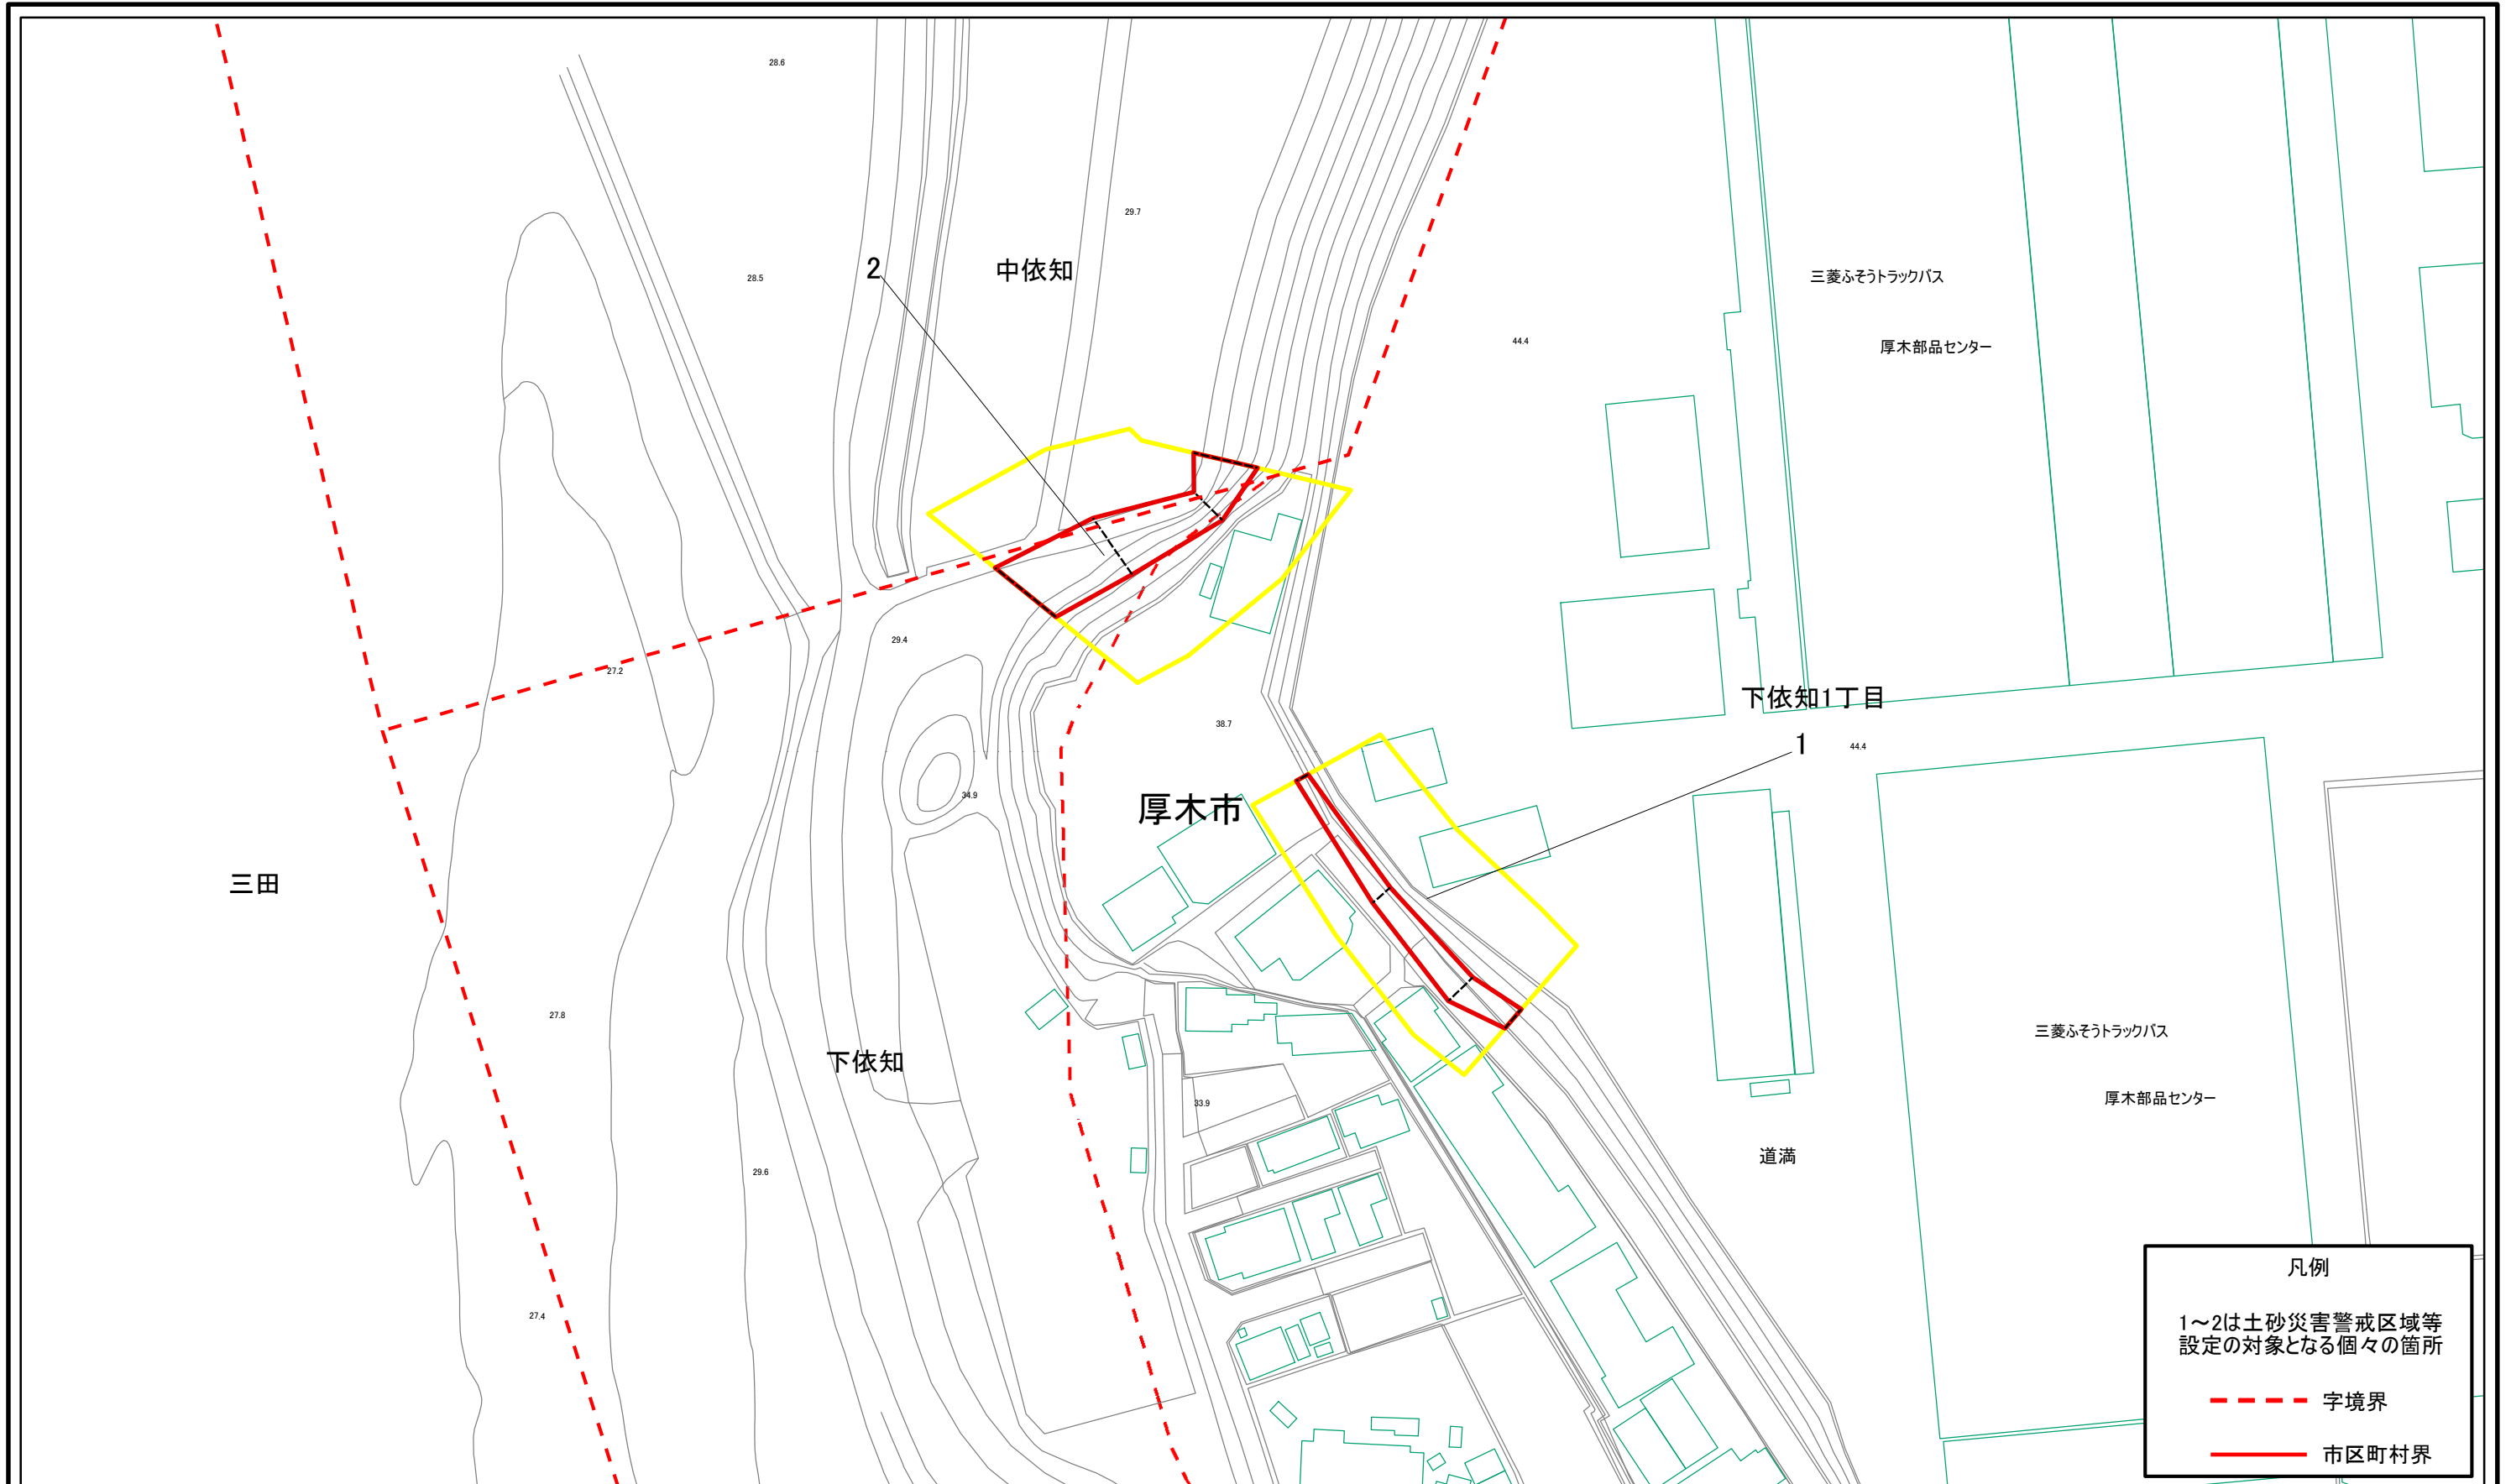 28.6
29.7
2
中依知
28.5
三菱ふそうトラックバス
44.4
厚木部品センター
29.4
27.2
下依知1丁目
38.7
1
44.4
34.9
厚木市
三田
27.8
三菱ふそうトラックバス
下依知
厚木部品センター
33.9
道満
29.6
27.4
凡例
1～2は土砂災害警戒区域等
設定の対象となる個々の箇所
字境界
市区町村界